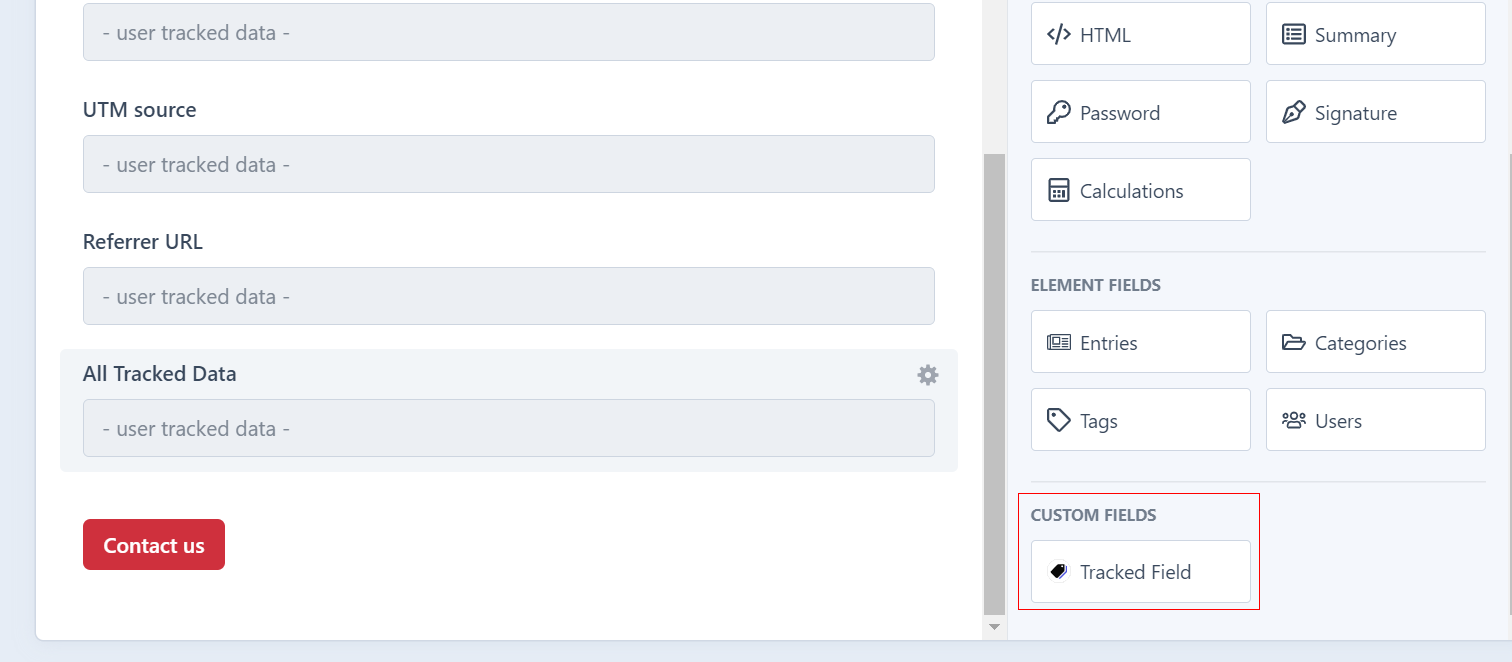 - user tracked data -
UTM source
- user tracked data -
Referrer URL
- user tracked data -
All Tracked Data
- user tracked data -
Contact us
HTML
Summary
Password
Signature
Calculations
ELEMENT FIELDS
Entries
Categories
Tags
Users
CUSTOM FIELDS
Tracked Field